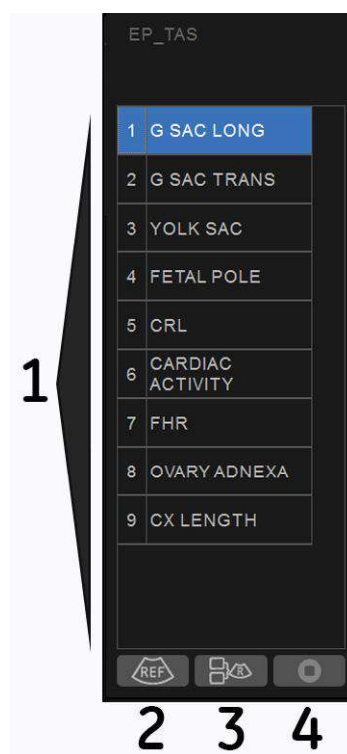 EP_TAS
1 G SAC LONG
2 G SAC TRANS
3 YOLK SAC
4 FETAL POLE
5 CRL
6 CARDIAC
ACTIVITY
7 FHR
8 OVARY ADNEXA
9 CX LENGTH
1
REF R
2 3 4